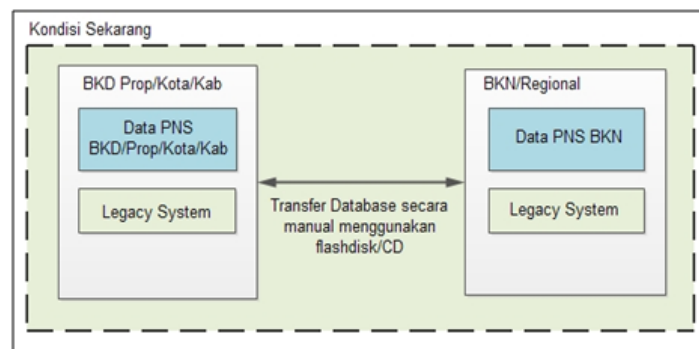 Kondisi Sekarang
BKD Prop/Kota/Kab
Data PNS
BKD/Prop/Kota/Kab
Legacy System
Transfer Database secara
manual menggunakan
flashdisk/CD
BKN/Regional
Data PNS BKN
Legacy System